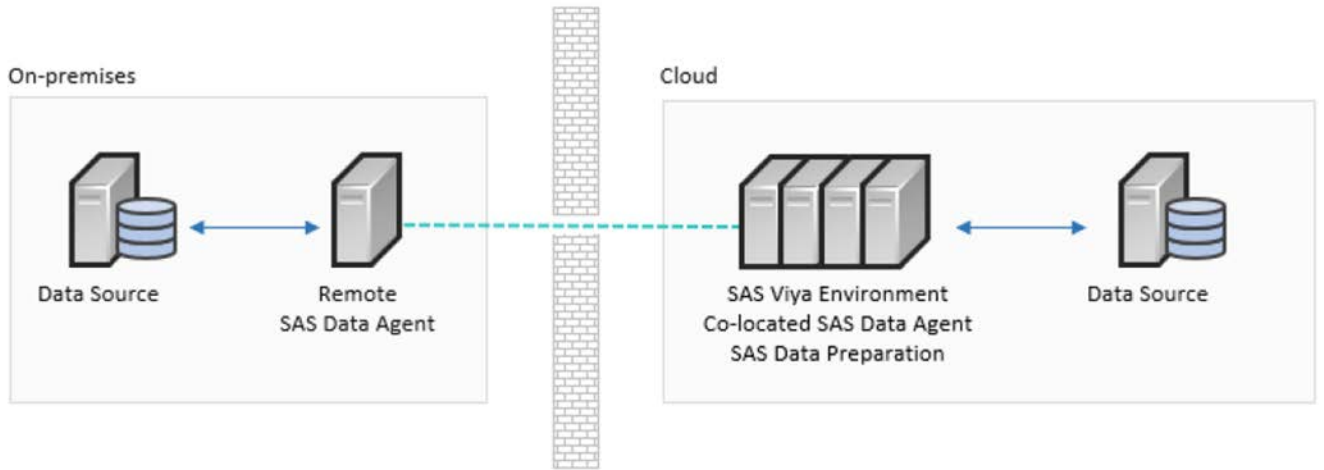 On-premises
Cloud
Data Source
Remote
SAS Data Agent
SAS Viya Environment
Co-located SAS Data Agent
SAS Data Preparation
Data Source